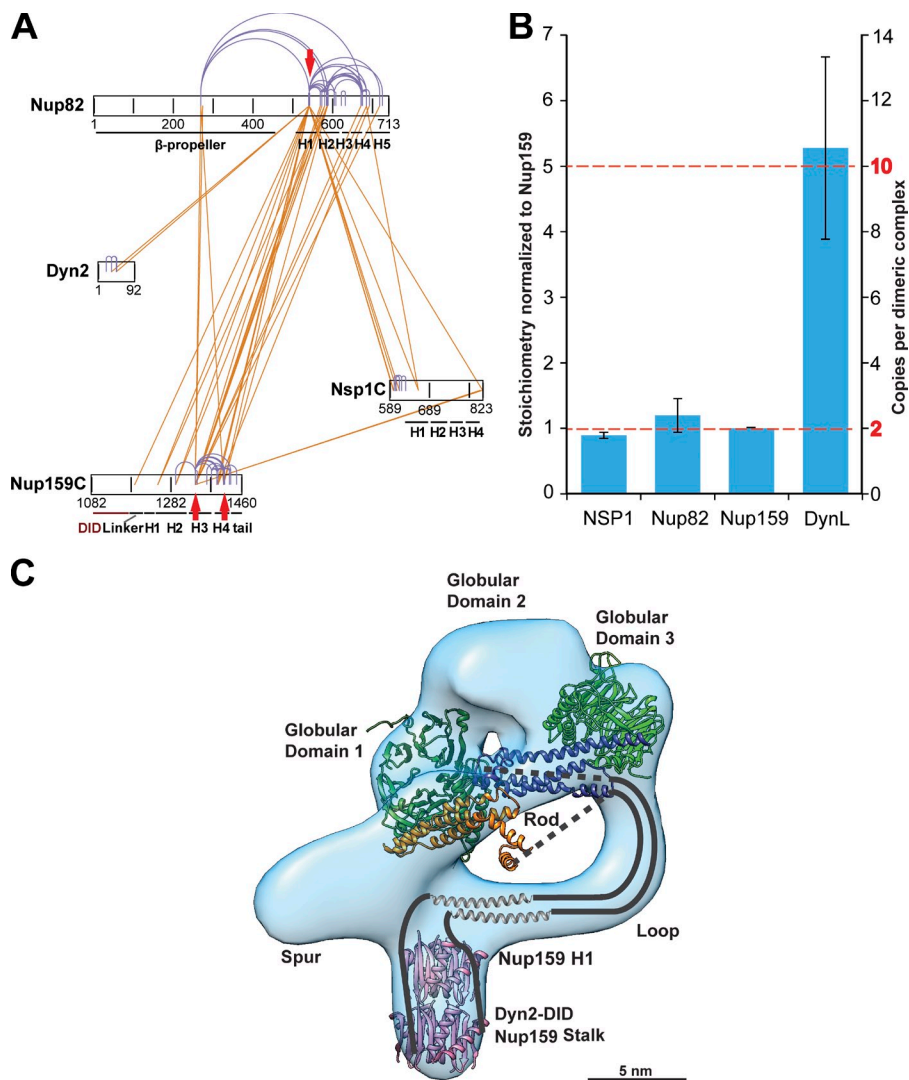 A
Nup82
1 200 600 713
β-propeller H1 H2 H3 H4 H5
Dyn2
1 92
Nsp1C
589 689 823
H1 H2 H3 H4
Nup159C
1082 1282 1460
DID Linker H1 H2 H3 H4 tail
B
Stoichiometry normalized to Nup159
7
6
5
4
3
2
1
0
14
12
10
8
6
4
2
0
Copies per dimeric complex
NSP1 Nup82 Nup159 DynL
C
Globular
Domain 2
Globular
Domain 3
Globular
Domain 1
Rod
Loop
Spur
Nup159 H1
Dyn2-DID
Nup159 Stalk
5 nm